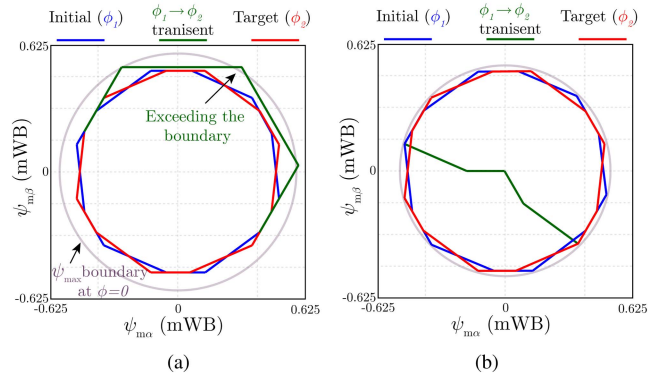 Initial (ϕ1) ϕ1→ϕ2 transisent Target (ϕ2)
0.625
Exceeding the
boundary
ψmβ (mWB)
0
ψmax boundary
at ϕ=0
-0.625
-0.625 0 0.625
ψmα (mWB)
(a)
Initial (ϕ1) ϕ1→ϕ2 transisent Target (ϕ2)
0.625
ψmβ (mWB)
0
-0.625
-0.625 0 0.625
ψmα (mWB)
(b)